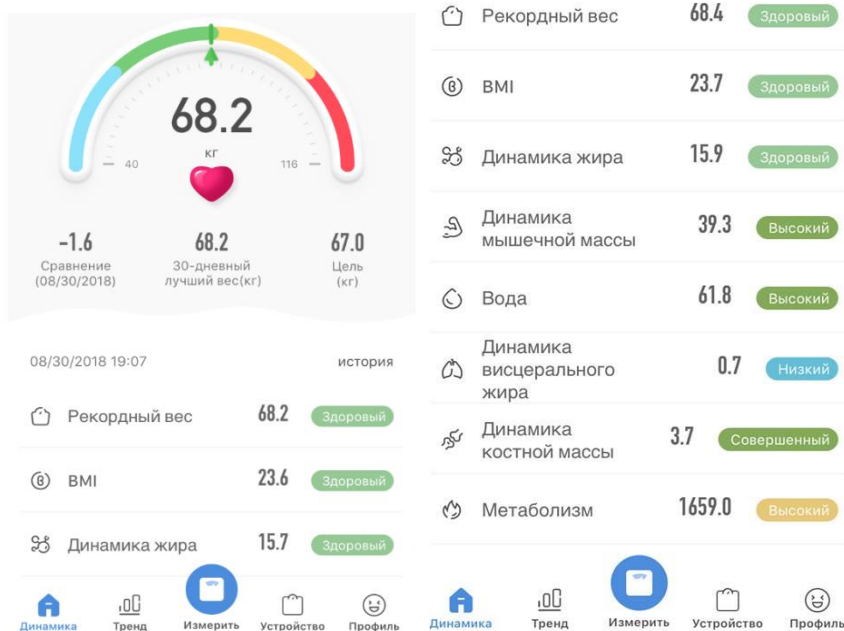 68.2
кг
40
116
-1.6
68.2
67.0
Сравнение
(08/30/2018)
30-дневный
лучший вес(кг)
Цель
(кг)
08/30/2018 19:07
история
Рекордный вес 68.2 Здоровый
BMI 23.6 Здоровый
Динамика жира 15.7 Здоровый
Динамика Тренд Измерить Устройство Профиль
Рекордный вес 68.4 Здоровый
BMI 23.7 Здоровый
Динамика жира 15.9 Здоровый
Динамика
мышечной массы 39.3 Высокий
Вода 61.8 Высокий
Динамика
висцерального 0.7 Низкий
жира
Динамика
костной массы 3.7 Совершенный
Метаболизм 1659.0 Высокий
Динамика Тренд Измерить Устройство Профиль